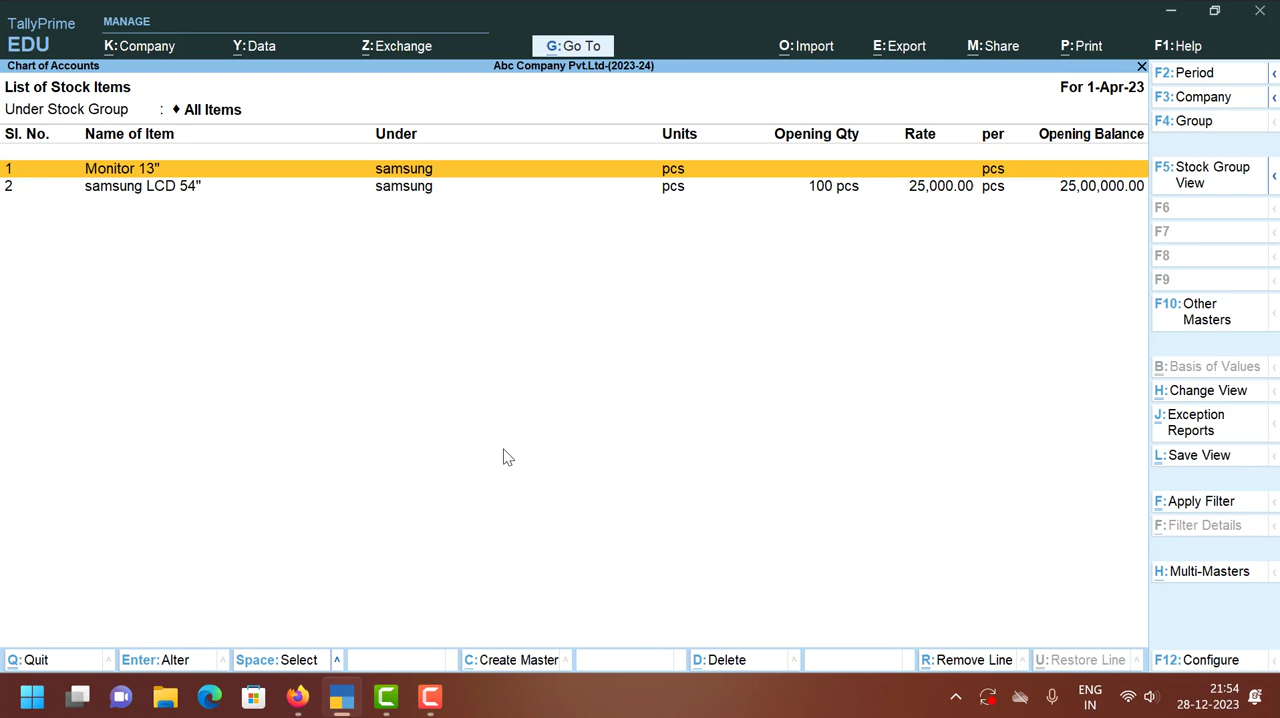 TallyPrime
EDU
MANAGE
K:Company
Y:Data
Z:Exchange
G:Go To
O:Import
E:Export
M:Share
P:Print
F1:Help
Chart of Accounts
Abc Company Pvt.Ltd-(2023-24)
List of Stock Items
For 1-Apr-23
Under Stock Group : ♦ All Items
Sl. No. Name of Item Under Units Opening Qty Rate per Opening Balance
1 Monitor 13" samsung pcs pcs
2 samsung LCD 54" samsung pcs 100 pcs 25,000.00 pcs 25,00,000.00
F2:Period
F3:Company
F4:Group
F5:Stock Group
View
F6
F7
F8
F9
F10:Other
Masters
B:Basis of Values
H:Change View
J:Exception
Reports
L:Save View
F:Apply Filter
F:Filter Details
H:Multi-Masters
Q:Quit
Enter:Alter
Space:Select
C:Create Master
D:Delete
R:Remove Line
U:Restore Line
F12:Configure
ENG
IN
21:54
28-12-2023